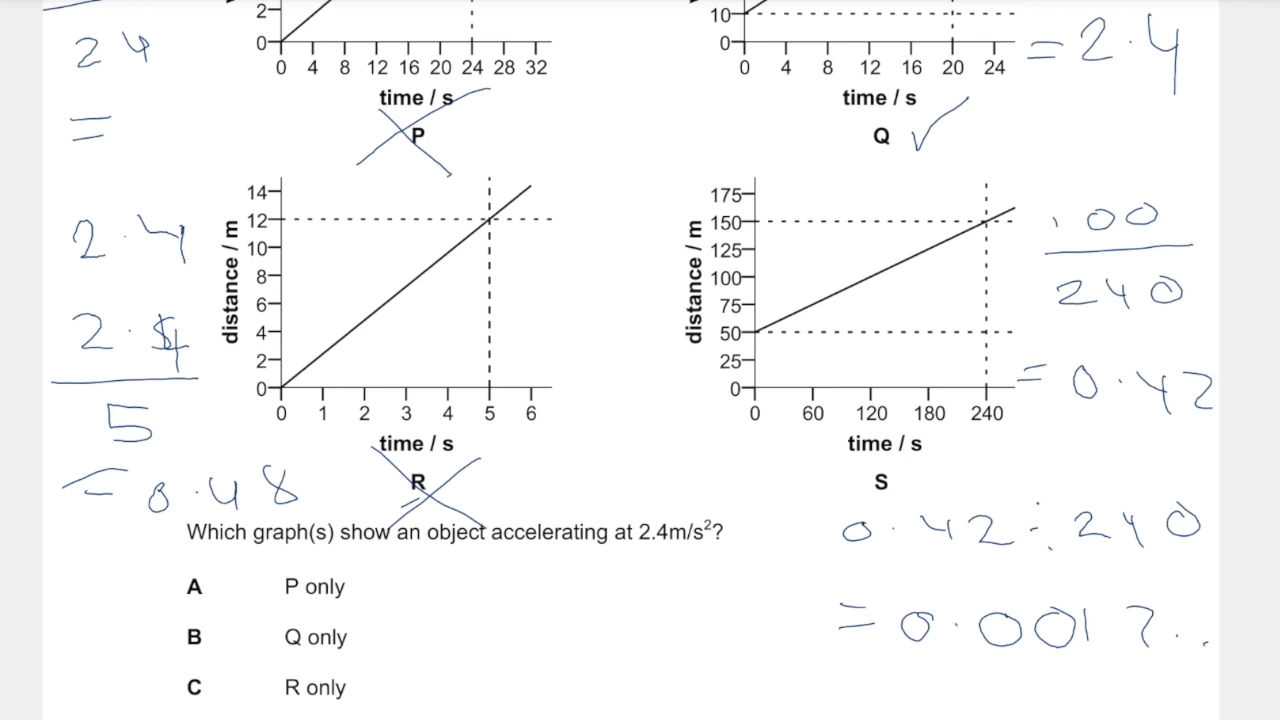 2
0
0 4 8 12 16 20 24 28 32
time / s
P
10
0
0 4 8 12 16 20 24
time / s
Q
= 2.4
24
=
2.4
5
= 0.48
14
12
10
8
6
4
2
0
distance / m
0 1 2 3 4 5 6
time / s
R
175
150
125
100
75
50
25
0
distance / m
0 60 120 180 240
time / s
S
100
240
= 0.42
0.42 ÷ 240
= 0.001?..
Which graph(s) show an object accelerating at 2.4m/s²?
A P only
B Q only
C R only